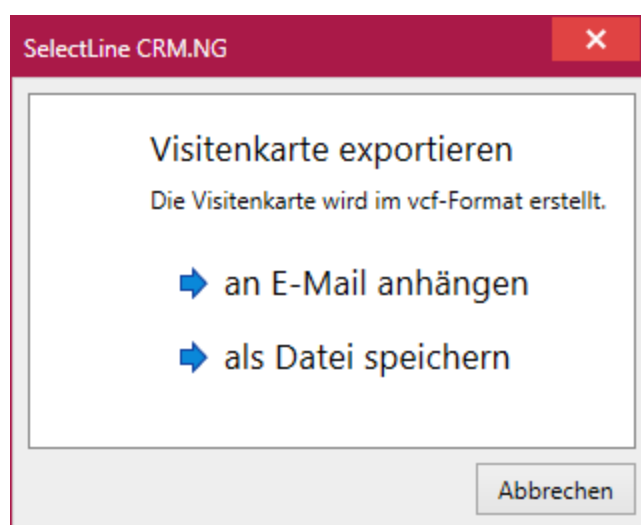 SelectLine CRM.NG
Visitenkarte exportieren
Die Visitenkarte wird im vcf-Format erstellt.
an E-Mail anhängen
als Datei speichern
Abbrechen